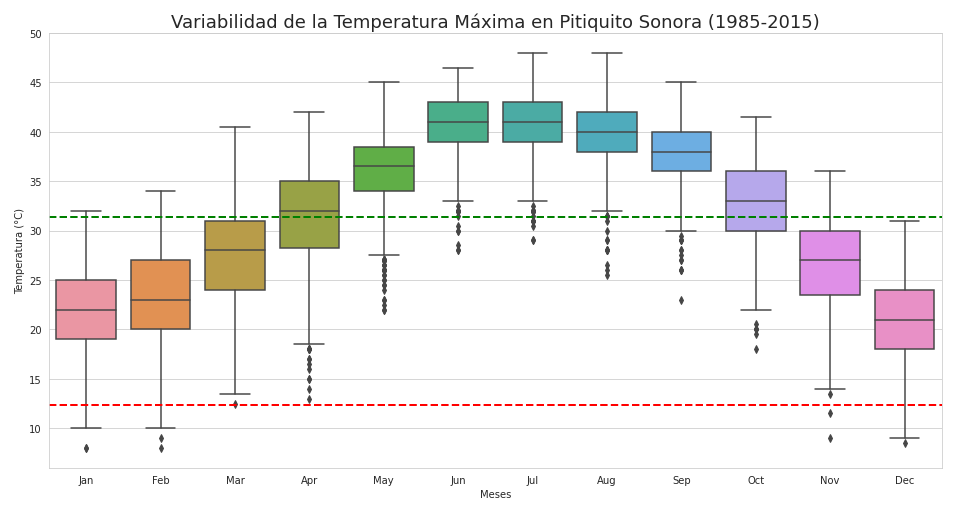 Variabilidad de la Temperatura Máxima en Pitiquito Sonora (1985-2015)
50
45
40
35
30
25
20
15
10
Temperatura (°C)
Jan Feb Mar Apr May Jun Jul Aug Sep Oct Nov Dec
Meses